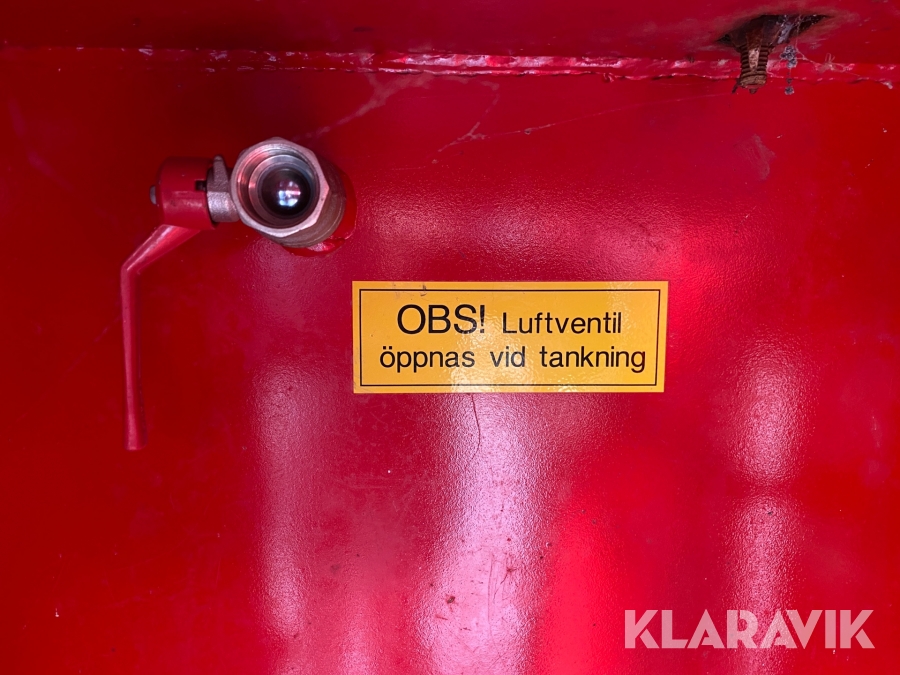 OBS! Luftventil
öppnas vid tankning
KLARAVIK